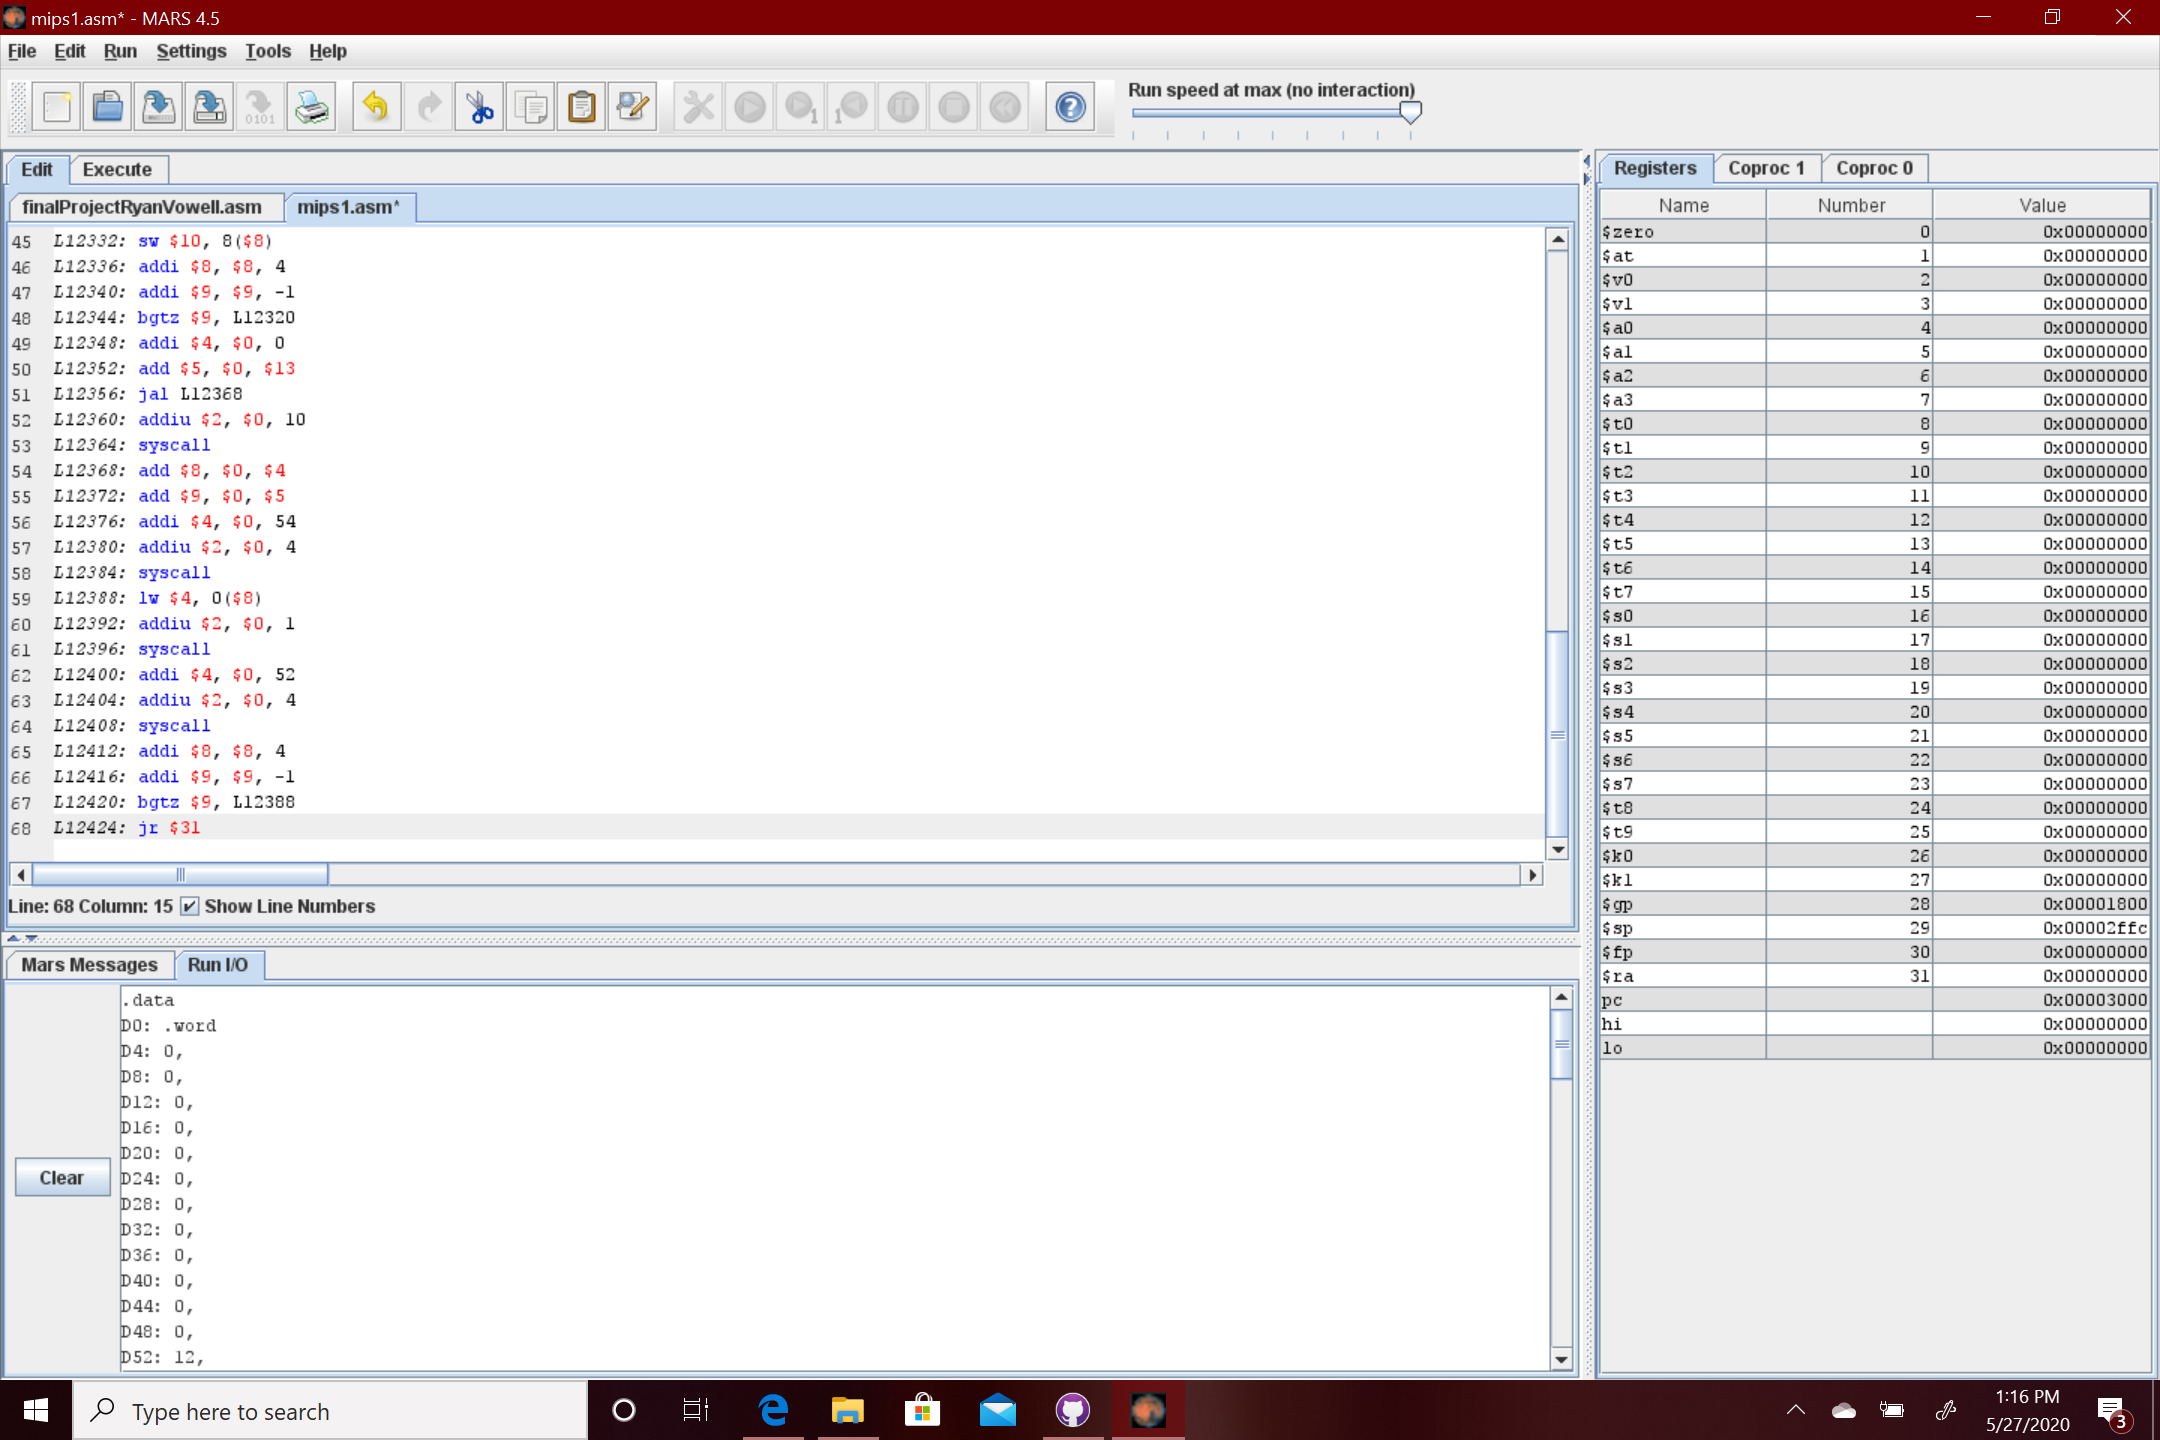 mips1.asm* - MARS 4.5
File Edit Run Settings Tools Help
0101
1
1
?
Run speed at max (no interaction)
Edit Execute
finalProjectRyanVowell.asm mips1.asm*
45 L12332: sw $10, 8($8)
46 L12336: addi $8, $8, 4
47 L12340: addi $9, $9, -1
48 L12344: bgtz $9, L12320
49 L12348: addi $4, $0, 0
50 L12352: add $5, $0, $13
51 L12356: jal L12368
52 L12360: addiu $2, $0, 10
53 L12364: syscall
54 L12368: add $8, $0, $4
55 L12372: add $9, $0, $5
56 L12376: addi $4, $0, 54
57 L12380: addiu $2, $0, 4
58 L12384: syscall
59 L12388: lw $4, 0($8)
60 L12392: addiu $2, $0, 1
61 L12396: syscall
62 L12400: addi $4, $0, 52
63 L12404: addiu $2, $0, 4
64 L12408: syscall
65 L12412: addi $8, $8, 4
66 L12416: addi $9, $9, -1
67 L12420: bgtz $9, L12388
68 L12424: jr $31
Line: 68 Column: 15 Show Line Numbers
Mars Messages Run I/O
Clear
.data
D0: .word
D4: 0,
D8: 0,
D12: 0,
D16: 0,
D20: 0,
D24: 0,
D28: 0,
D32: 0,
D36: 0,
D40: 0,
D44: 0,
D48: 0,
D52: 12,
Registers Coproc 1 Coproc 0
Name Number Value
$zero 0 0x00000000
$at 1 0x00000000
$v0 2 0x00000000
$v1 3 0x00000000
$a0 4 0x00000000
$a1 5 0x00000000
$a2 6 0x00000000
$a3 7 0x00000000
$t0 8 0x00000000
$t1 9 0x00000000
$t2 10 0x00000000
$t3 11 0x00000000
$t4 12 0x00000000
$t5 13 0x00000000
$t6 14 0x00000000
$t7 15 0x00000000
$s0 16 0x00000000
$s1 17 0x00000000
$s2 18 0x00000000
$s3 19 0x00000000
$s4 20 0x00000000
$s5 21 0x00000000
$s6 22 0x00000000
$s7 23 0x00000000
$t8 24 0x00000000
$t9 25 0x00000000
$k0 26 0x00000000
$k1 27 0x00000000
$gp 28 0x00001800
$sp 29 0x00002ffc
$fp 30 0x00000000
$ra 31 0x00000000
pc 0x00003000
hi 0x00000000
lo 0x00000000
Type here to search
1:16 PM
5/27/2020
3